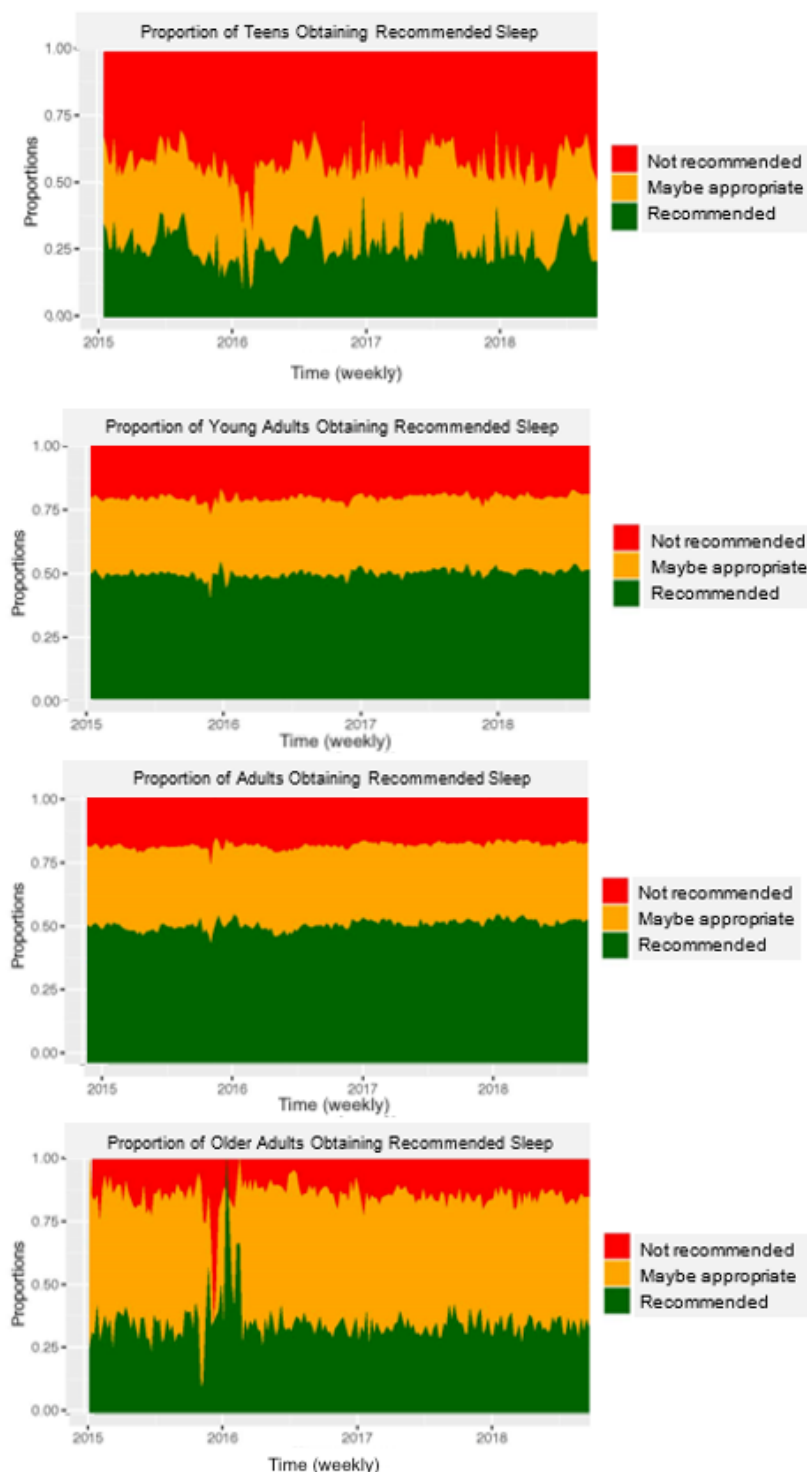 Proportion of Teens Obtaining Recommended Sleep
1.00
0.75
0.50
0.25
0.00
Proportions
2015 2016 2017 2018
Time (weekly)
Not recommended
Maybe appropriate
Recommended
Proportion of Young Adults Obtaining Recommended Sleep
1.00
0.75
0.50
0.25
0.00
Proportions
2015 2016 2017 2018
Time (weekly)
Not recommended
Maybe appropriate
Recommended
Proportion of Adults Obtaining Recommended Sleep
1.00
0.75
0.50
0.25
0.00
Proportions
2015 2016 2017 2018
Time (weekly)
Not recommended
Maybe appropriate
Recommended
Proportion of Older Adults Obtaining Recommended Sleep
1.00
0.75
0.50
0.25
0.00
Proportions
2015 2016 2017 2018
Time (weekly)
Not recommended
Maybe appropriate
Recommended